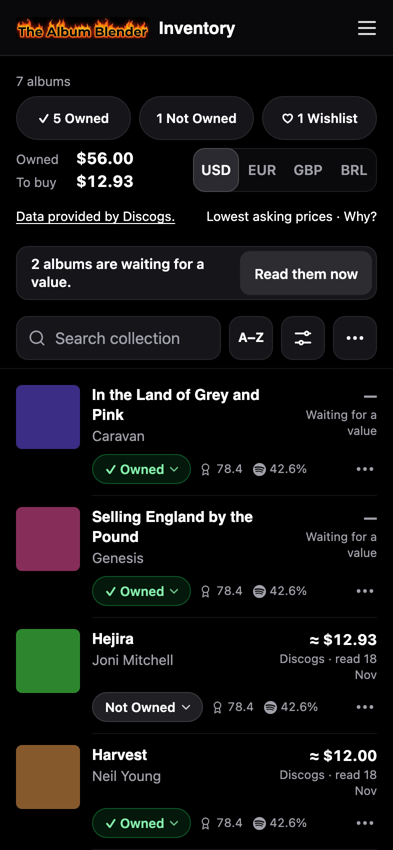 The Album Blender Inventory
7 albums
✓ 5 Owned
1 Not Owned
♡ 1 Wishlist
Owned $56.00
To buy $12.93
USD EUR GBP BRL
Data provided by Discogs.
Lowest asking prices · Why?
2 albums are waiting for a
value.
Read them now
Search collection
A–Z
In the Land of Grey and
Pink
Caravan
—
Waiting for a
value
✓ Owned
78.4
42.6%
Selling England by the
Pound
Genesis
—
Waiting for a
value
✓ Owned
78.4
42.6%
Hejira
Joni Mitchell
≈ $12.93
Discogs · read 18
Nov
Not Owned
78.4
42.6%
Harvest
Neil Young
≈ $12.00
Discogs · read 18
Nov
✓ Owned
78.4
42.6%